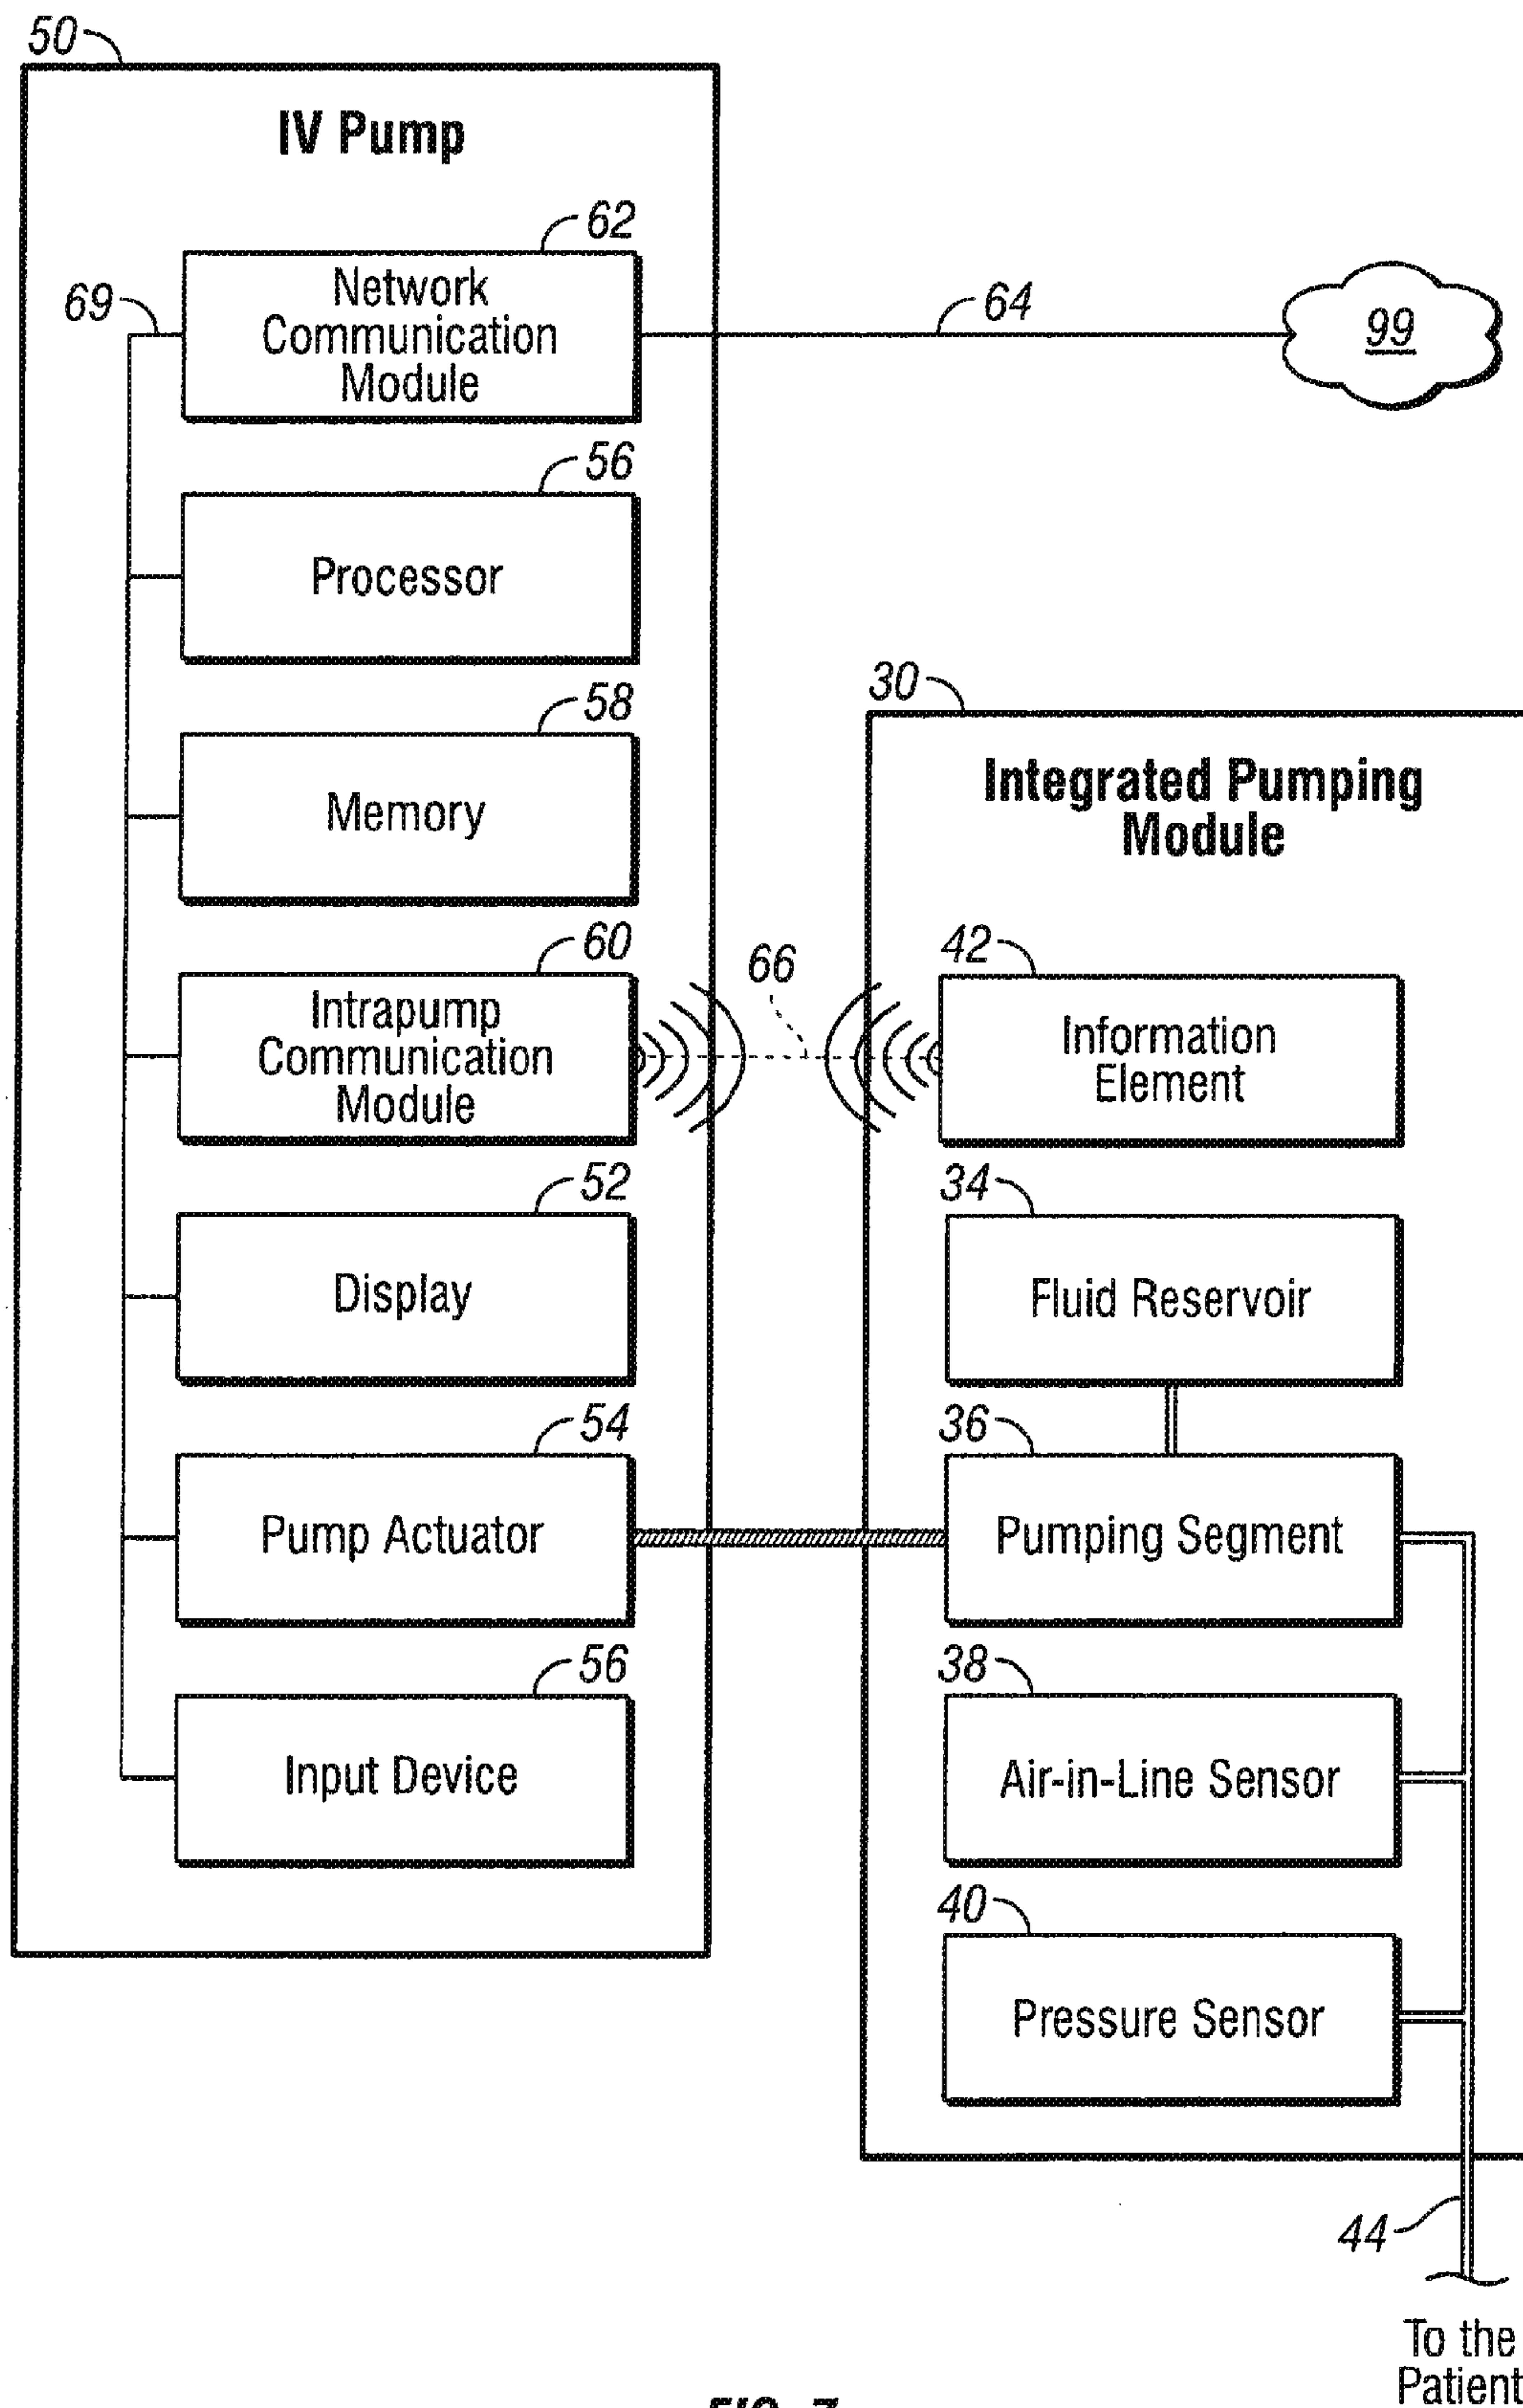 50
IV Pump
62
Network
Communication
Module
69
64
99
56
Processor
58
Memory
30
Integrated Pumping
Module
60
Intrapump
Communication
Module
66
42
Information
Element
52
Display
34
Fluid Reservoir
54
Pump Actuator
36
Pumping Segment
56
Input Device
38
Air-in-Line Sensor
40
Pressure Sensor
44
To the
Patient